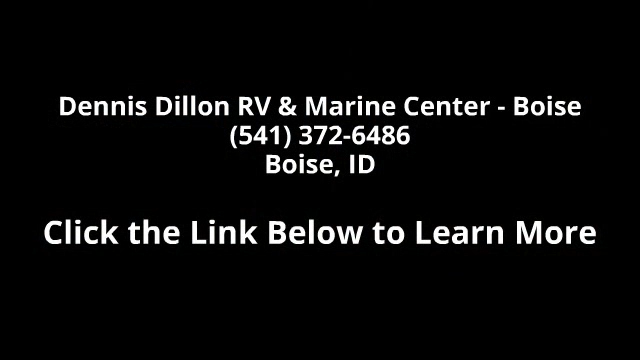 Dennis Dillon RV & Marine Center - Boise
(541) 372-6486
Boise, ID
Click the Link Below to Learn More